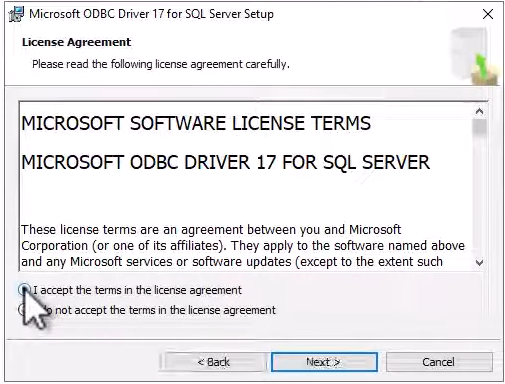 Microsoft ODBC Driver 17 for SQL Server Setup
License Agreement
Please read the following license agreement carefully.
MICROSOFT SOFTWARE LICENSE TERMS
MICROSOFT ODBC DRIVER 17 FOR SQL SERVER
These license terms are an agreement between you and Microsoft
Corporation (or one of its affiliates). They apply to the software named above
and any Microsoft services or software updates (except to the extent such
I accept the terms in the license agreement
do not accept the terms in the license agreement
< Back
Next >
Cancel